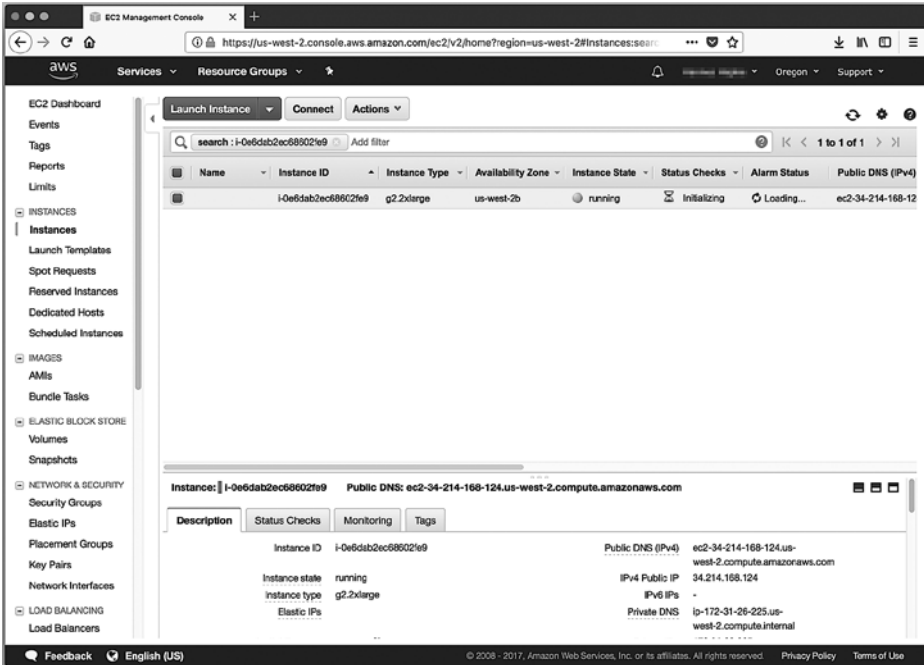 EC2 Management Console
https://us-west-2.console.aws.amazon.com/ec2/v2/home?region=us-west-2#Instances:sear
aws Services Resource Groups Oregon Support
EC2 Dashboard
Events
Tags
Reports
Limits
INSTANCES
Instances
Launch Templates
Spot Requests
Reserved Instances
Dedicated Hosts
Scheduled Instances
IMAGES
AMIs
Bundle Tasks
ELASTIC BLOCK STORE
Volumes
Snapshots
NETWORK & SECURITY
Security Groups
Elastic IPs
Placement Groups
Key Pairs
Network Interfaces
LOAD BALANCING
Load Balancers
Launch Instance Connect Actions
search : i-0e6dab2ec68602fe9 Add filter 1 to 1 of 1
Name Instance ID Instance Type Availability Zone Instance State Status Checks Alarm Status Public DNS (IPv4)
i-0e6dab2ec68602fe9 g2.2xlarge us-west-2b running Initializing Loading... ec2-34-214-168-12
Instance: i-0e6dab2ec68602fe9 Public DNS: ec2-34-214-168-124.us-west-2.compute.amazonaws.com
Description Status Checks Monitoring Tags
Instance ID i-0e6dab2ec68602fe9 Public DNS (IPv4) ec2-34-214-168-124.us-
west-2.compute.amazonaws.com
Instance state running IPv4 Public IP 34.214.168.124
Instance type g2.2xlarge IPv6 IPs -
Elastic IPs Private DNS ip-172-31-26-225.us-
west-2.compute.internal
Feedback English (US) © 2008 - 2017, Amazon Web Services, Inc. or its affiliates. All rights reserved. Privacy Policy Terms of Use